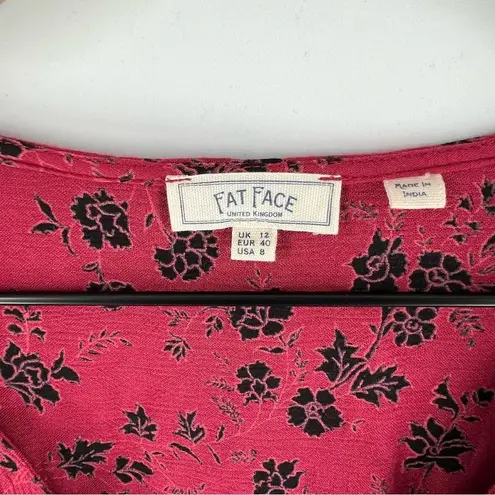 FAT FACE
UNITED KINGDOM
UK 12
EUR 40
USA 8
MADE IN
INDIA